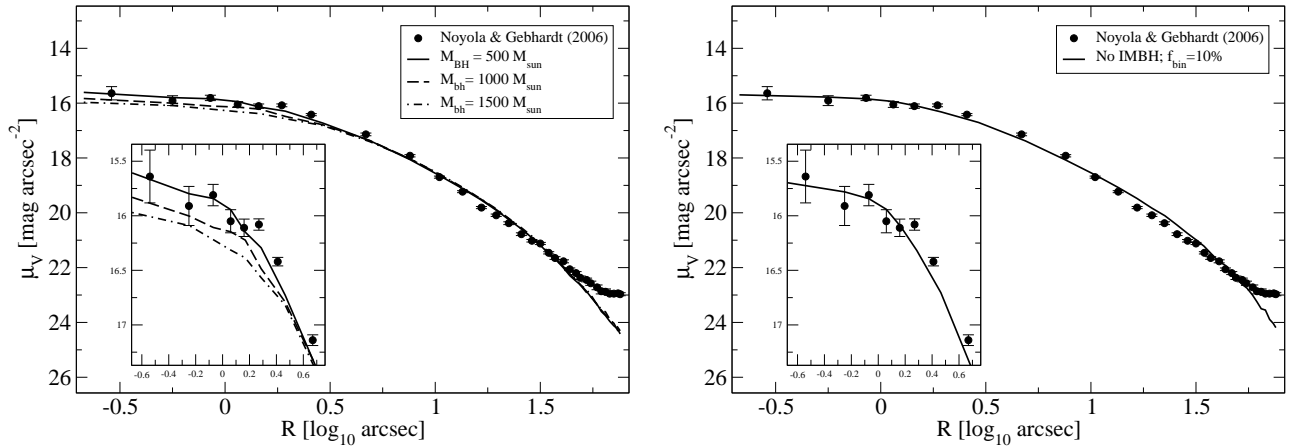 Noyola & Gebhardt (2006)
M_BH = 500 M_sun
M_bh= 1000 M_sun
M_bh= 1500 M_sun
μ_V [mag arcsec^-2]
14
16
18
20
22
24
26
15.5
16
16.5
17
-0.6 -0.4 -0.2 0 0.2 0.4 0.6
-0.5 0 0.5 1 1.5
R [log_10 arcsec]
Noyola & Gebhardt (2006)
No IMBH; f_bin=10%
μ_V [mag arcsec^-2]
14
16
18
20
22
24
26
15.5
16
16.5
17
-0.6 -0.4 -0.2 0 0.2 0.4 0.6
-0.5 0 0.5 1 1.5
R [log_10 arcsec]